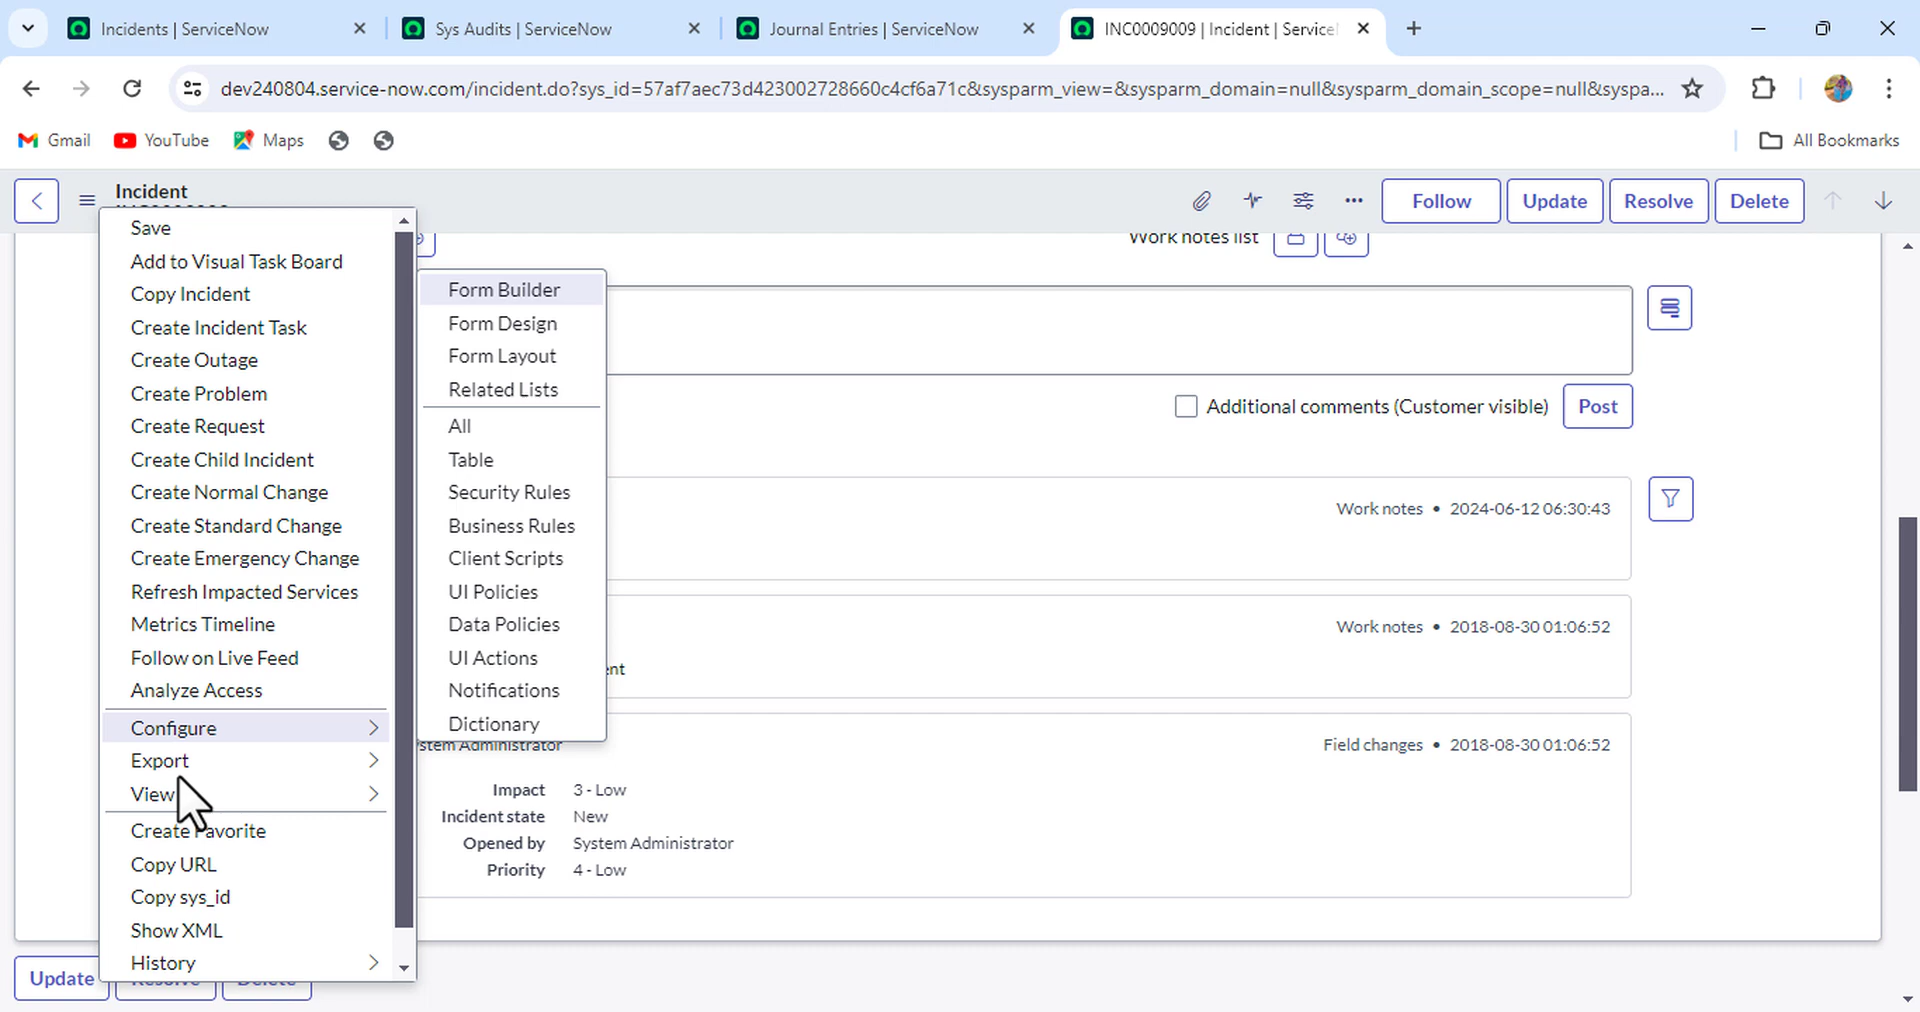 Incidents | ServiceNow
Sys Audits | ServiceNow
Journal Entries | ServiceNow
INC0009009 | Incident | Service
dev240804.service-now.com/incident.do?sys_id=57af7aec73d423002728660c4cf6a71c&sysparm_view=&sysparm_domain=null&sysparm_domain_scope=null&syspa...
Gmail
YouTube
Maps
All Bookmarks
Incident
Follow
Update
Resolve
Delete
Work notes list
Save
Add to Visual Task Board
Copy Incident
Create Incident Task
Create Outage
Create Problem
Create Request
Create Child Incident
Create Normal Change
Create Standard Change
Create Emergency Change
Refresh Impacted Services
Metrics Timeline
Follow on Live Feed
Analyze Access
Configure
Export
View
Create Favorite
Copy URL
Copy sys_id
Show XML
History
Form Builder
Form Design
Form Layout
Related Lists
All
Table
Security Rules
Business Rules
Client Scripts
UI Policies
Data Policies
UI Actions
Notifications
Dictionary
Additional comments (Customer visible)
Post
Work notes • 2024-06-12 06:30:43
Work notes • 2018-08-30 01:06:52
ent
stem Administrator
Field changes • 2018-08-30 01:06:52
Impact 3 - Low
Incident state New
Opened by System Administrator
Priority 4 - Low
Update
Resolve
Delete